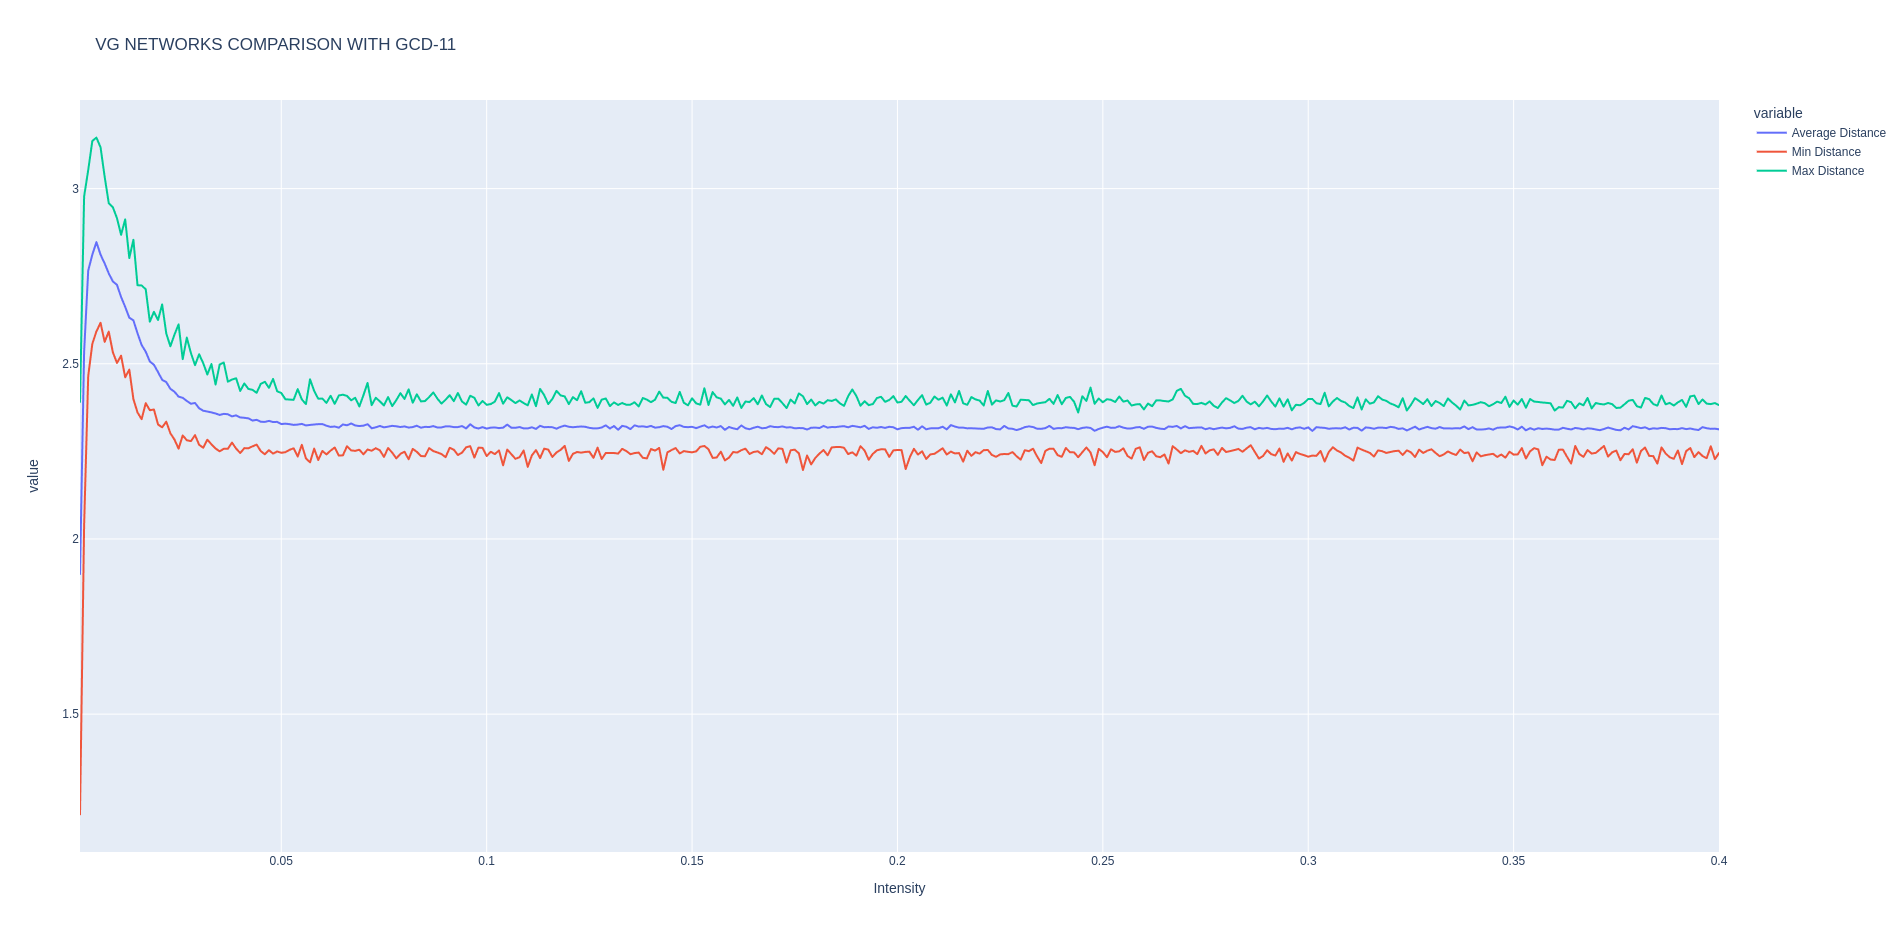 VG NETWORKS COMPARISON WITH GCD-11
variable
Average Distance
Min Distance
Max Distance
3
2.5
2
1.5
value
0.05
0.1
0.15
0.2
0.25
0.3
0.35
0.4
Intensity